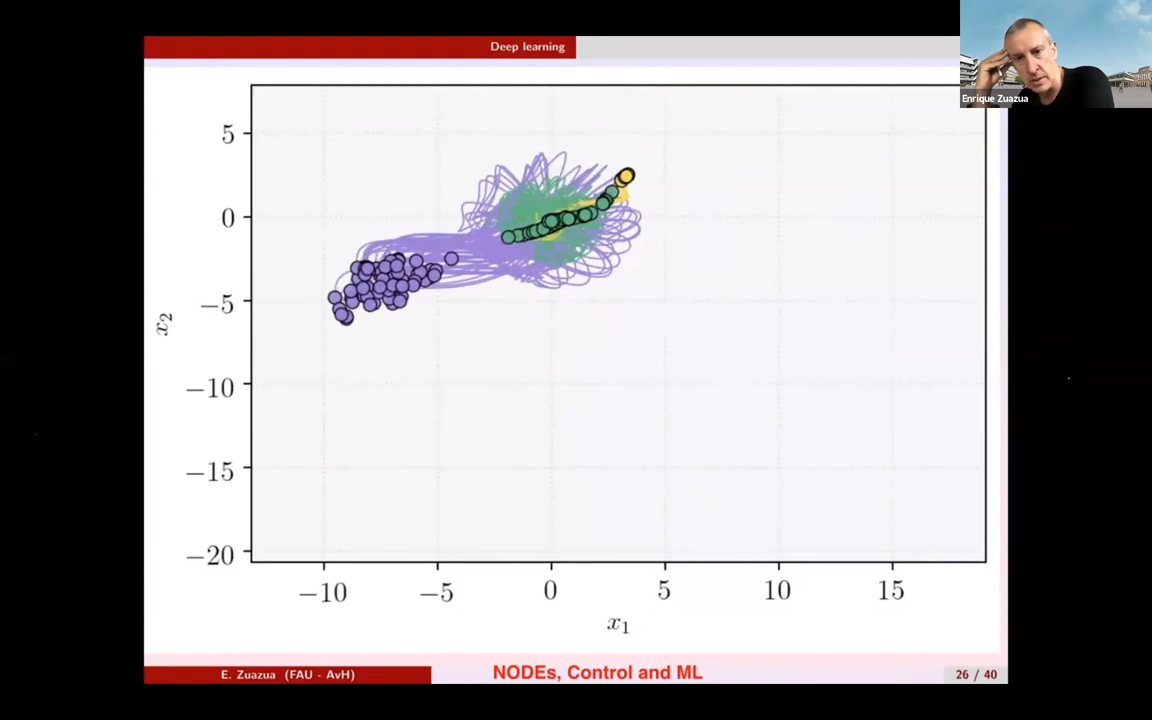 Deep learning
Enrique Zuazua
5
0
−5
−10
−15
−20
x₂
−10
−5
0
5
10
15
x₁
E. Zuazua (FAU - AvH)
NODEs, Control and ML
26 / 40